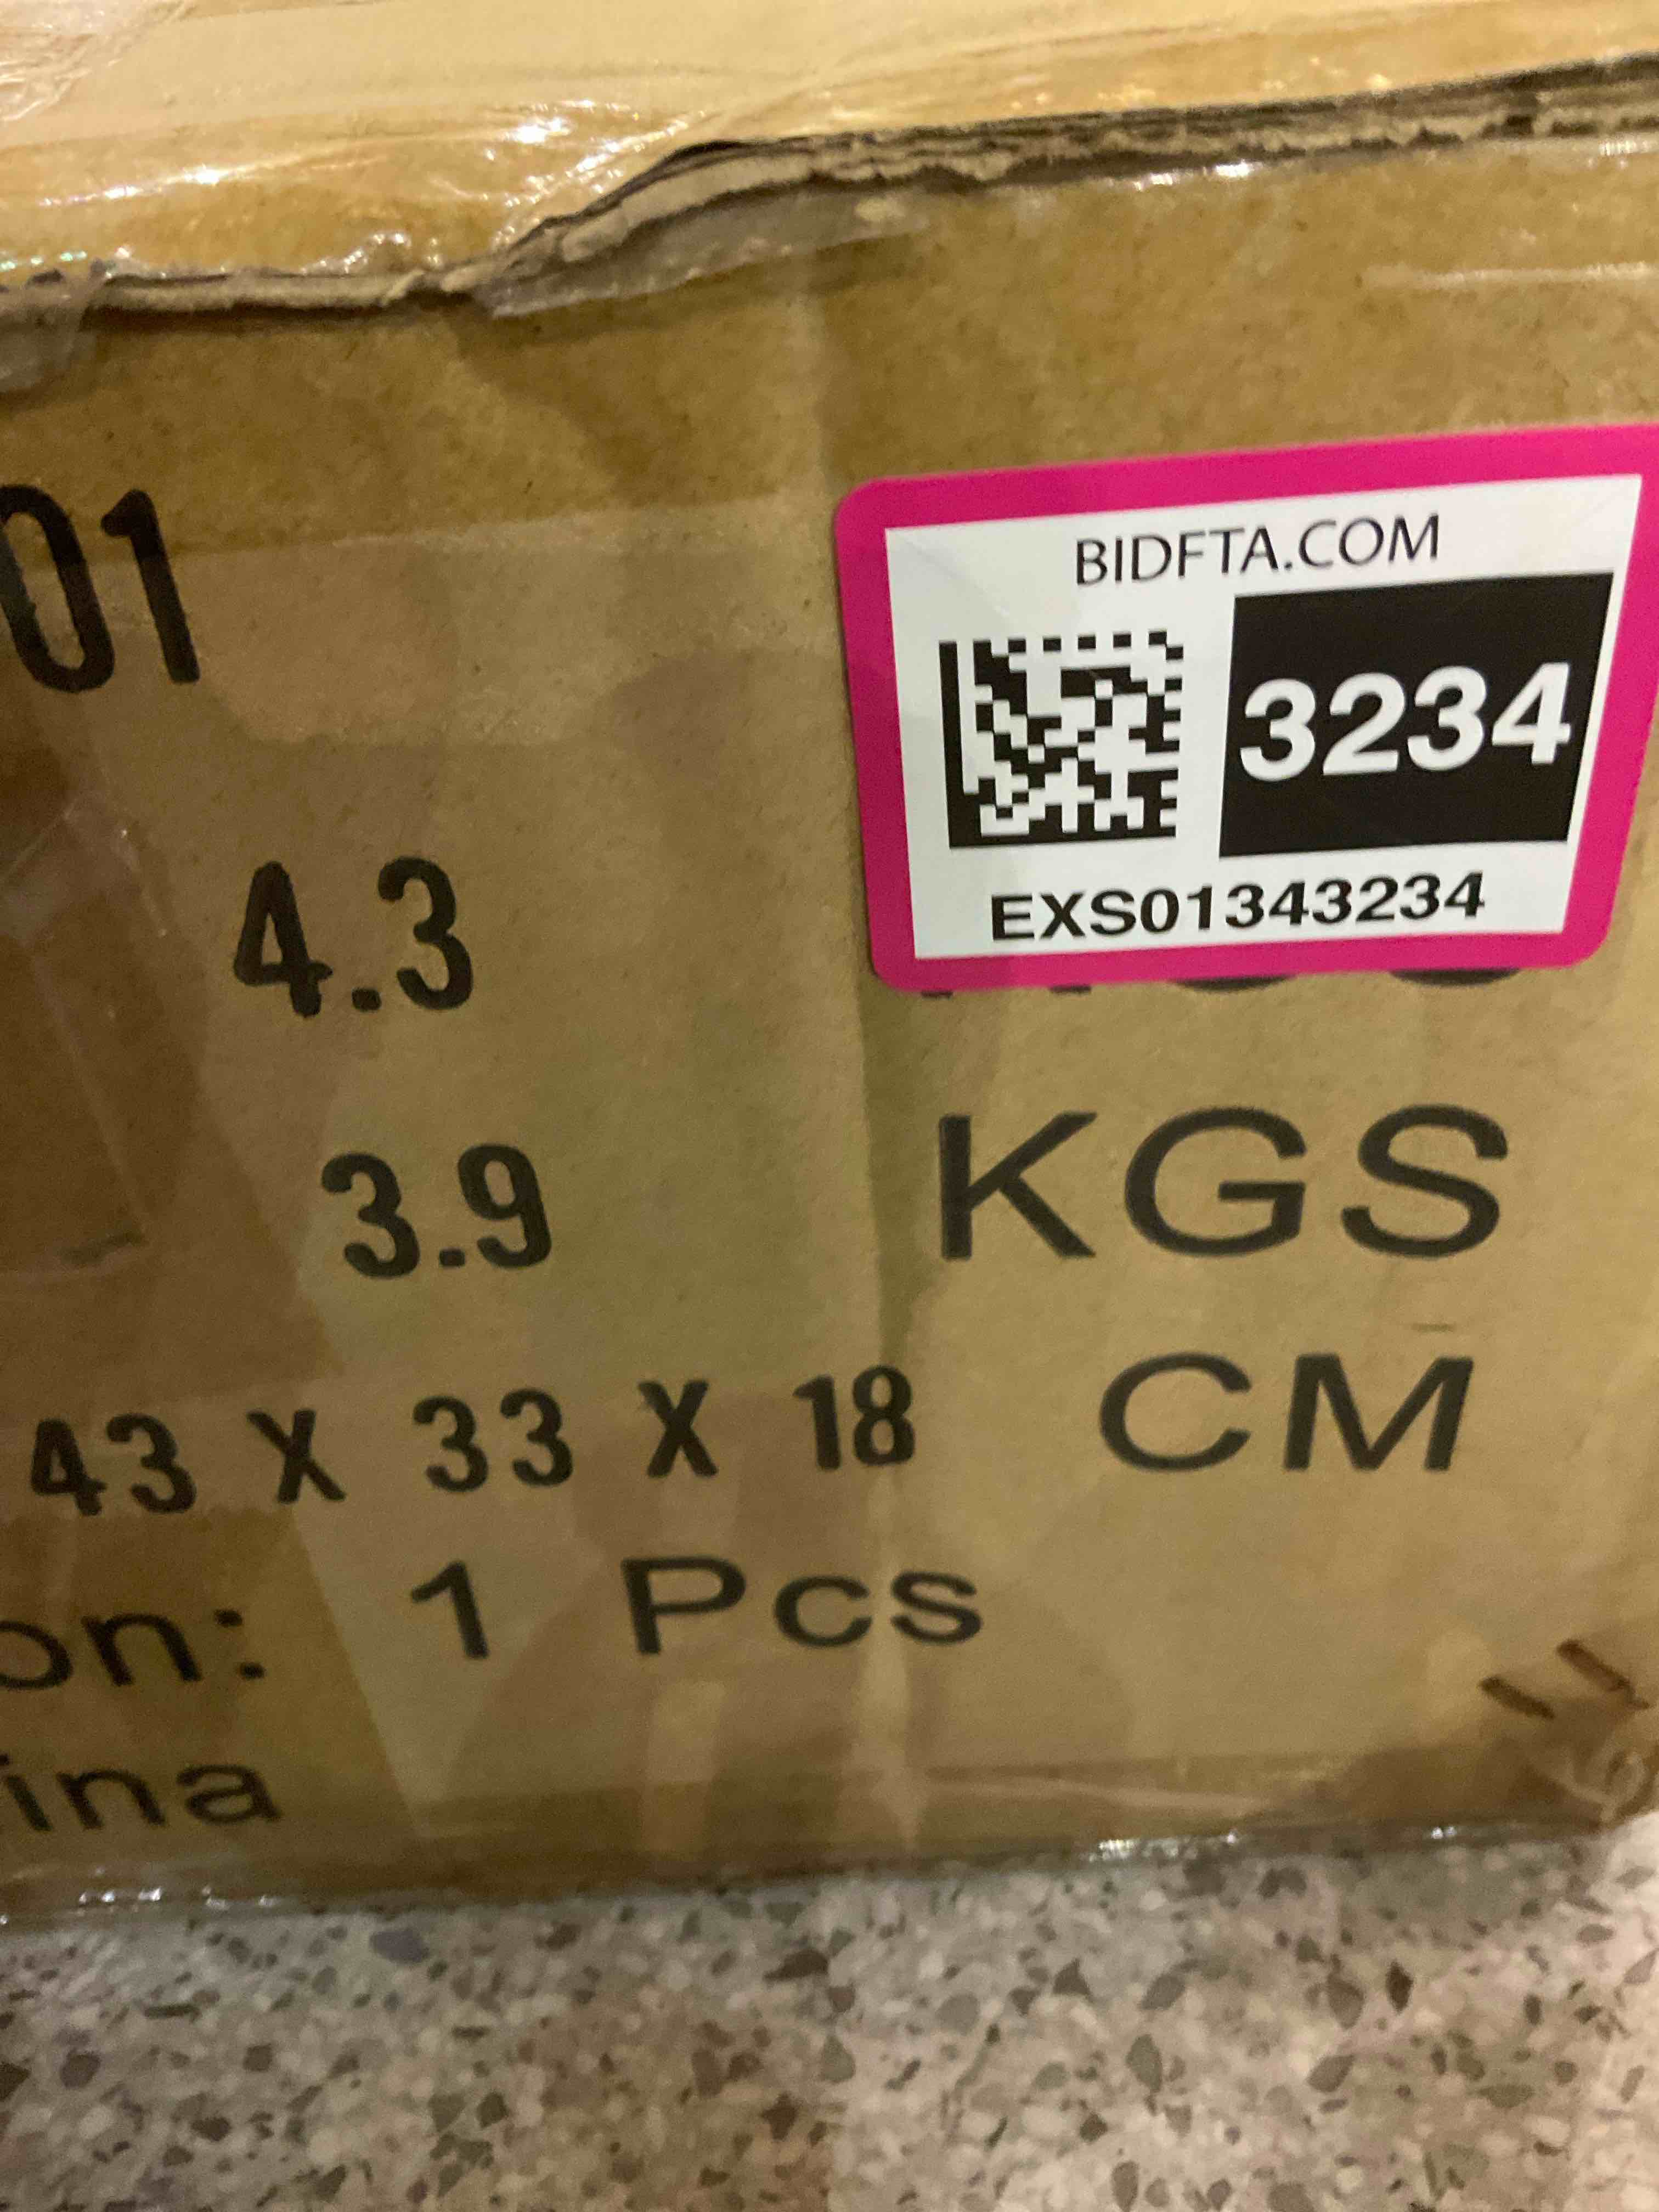 01
BIDFTA.COM
3234
EXS01343234
4.3
3.9 KGS
43 X 33 X 18 CM
on: 1 Pcs
ina